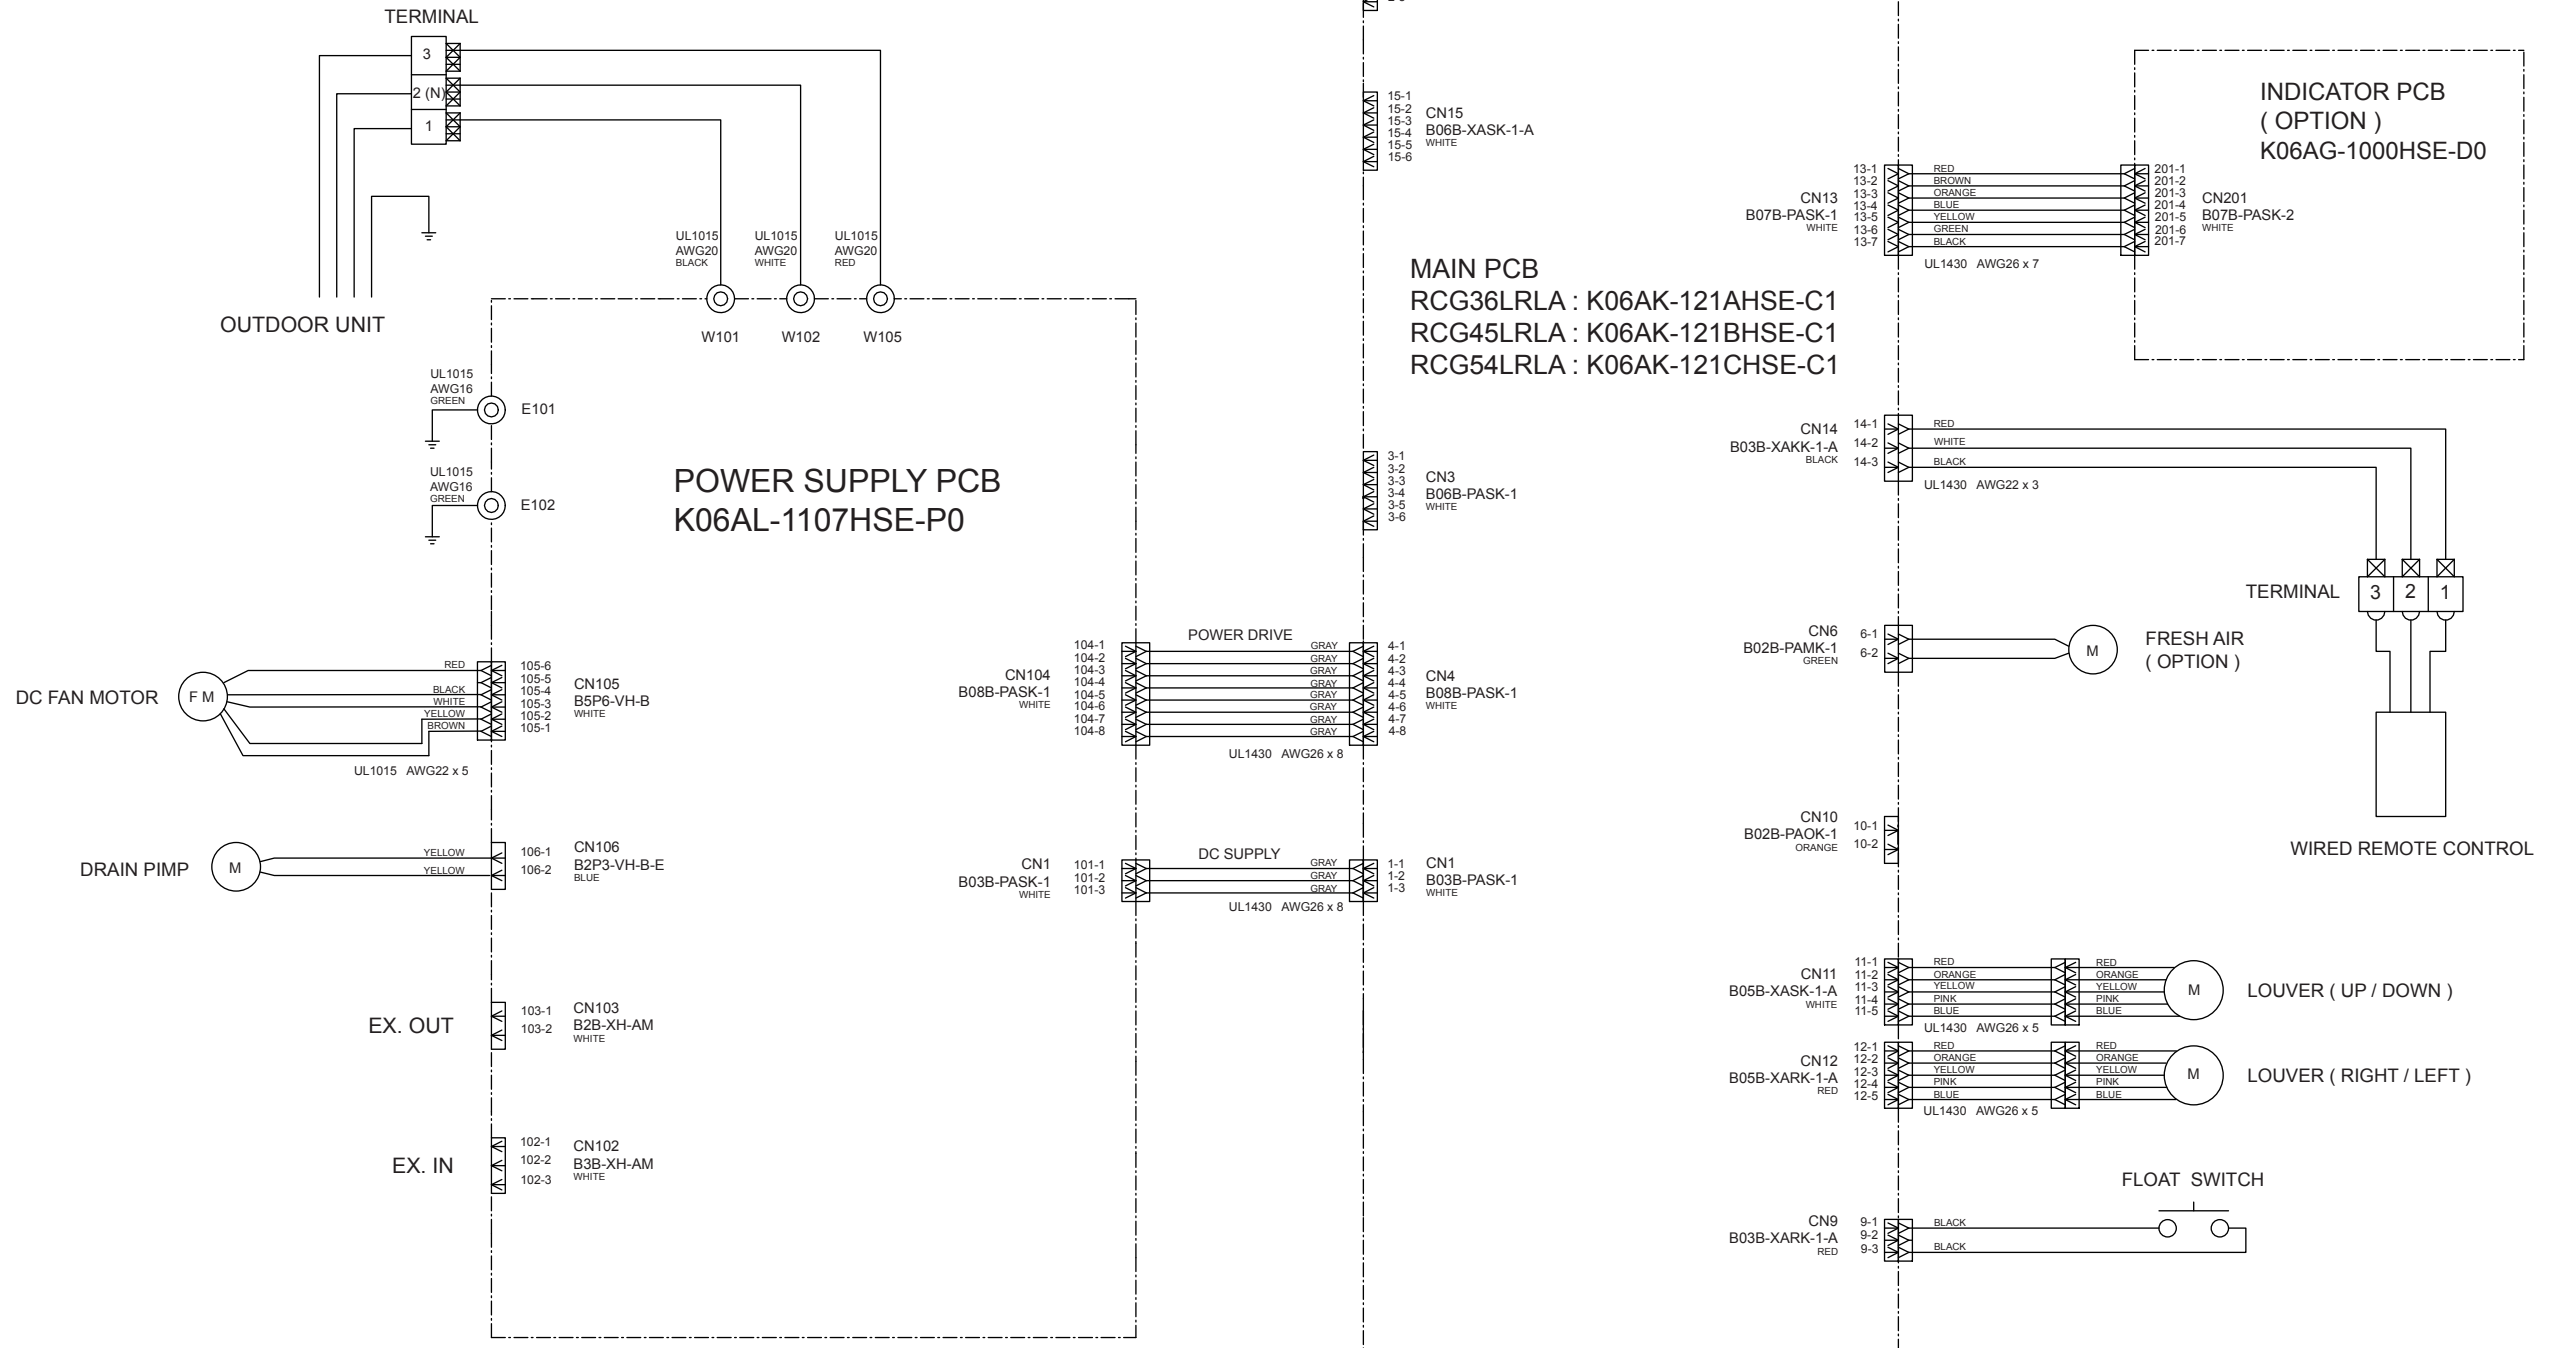 TERMINAL
3
2 (N)
1
OUTDOOR UNIT
UL1015
AWG20
BLACK
UL1015
AWG20
WHITE
UL1015
AWG20
RED
W101
W102
W105
UL1015
AWG16
GREEN
E101
UL1015
AWG16
GREEN
E102
POWER SUPPLY PCB
K06AL-1107HSE-P0
DC FAN MOTOR
F M
RED
BLACK
WHITE
YELLOW
BROWN
UL1015 AWG22 x 5
105-6
105-5
105-4
105-3
105-2
105-1
CN105
B5P6-VH-B
WHITE
DRAIN PIMP
M
YELLOW
YELLOW
106-1
106-2
CN106
B2P3-VH-B-E
BLUE
EX. OUT
103-1
103-2
CN103
B2B-XH-AM
WHITE
EX. IN
102-1
102-2
102-3
CN102
B3B-XH-AM
WHITE
CN104
B08B-PASK-1
WHITE
104-1
104-2
104-3
104-4
104-5
104-6
104-7
104-8
POWER DRIVE
GRAY
GRAY
GRAY
GRAY
GRAY
GRAY
GRAY
GRAY
UL1430 AWG26 x 8
4-1
4-2
4-3
4-4
4-5
4-6
4-7
4-8
CN4
B08B-PASK-1
WHITE
CN1
B03B-PASK-1
WHITE
101-1
101-2
101-3
DC SUPPLY
GRAY
GRAY
GRAY
UL1430 AWG26 x 8
1-1
1-2
1-3
CN1
B03B-PASK-1
WHITE
15-1
15-2
15-3
15-4
15-5
15-6
CN15
B06B-XASK-1-A
WHITE
MAIN PCB
RCG36LRLA : K06AK-121AHSE-C1
RCG45LRLA : K06AK-121BHSE-C1
RCG54LRLA : K06AK-121CHSE-C1
3-1
3-2
3-3
3-4
3-5
3-6
CN3
B06B-PASK-1
WHITE
CN13
B07B-PASK-1
WHITE
13-1
13-2
13-3
13-4
13-5
13-6
13-7
RED
BROWN
ORANGE
BLUE
YELLOW
GREEN
BLACK
UL1430 AWG26 x 7
201-1
201-2
201-3
201-4
201-5
201-6
201-7
CN201
B07B-PASK-2
WHITE
INDICATOR PCB
( OPTION )
K06AG-1000HSE-D0
CN14
B03B-XAKK-1-A
BLACK
14-1
14-2
14-3
RED
WHITE
BLACK
UL1430 AWG22 x 3
TERMINAL
3 2 1
WIRED REMOTE CONTROL
CN6
B02B-PAMK-1
GREEN
6-1
6-2
M
FRESH AIR
( OPTION )
CN10
B02B-PAOK-1
ORANGE
10-1
10-2
CN11
B05B-XASK-1-A
WHITE
11-1
11-2
11-3
11-4
11-5
RED
ORANGE
YELLOW
PINK
BLUE
UL1430 AWG26 x 5
RED
ORANGE
YELLOW
PINK
BLUE
M
LOUVER ( UP / DOWN )
CN12
B05B-XARK-1-A
RED
12-1
12-2
12-3
12-4
12-5
RED
ORANGE
YELLOW
PINK
BLUE
UL1430 AWG26 x 5
RED
ORANGE
YELLOW
PINK
BLUE
M
LOUVER ( RIGHT / LEFT )
FLOAT SWITCH
CN9
B03B-XARK-1-A
RED
9-1
9-2
9-3
BLACK
BLACK